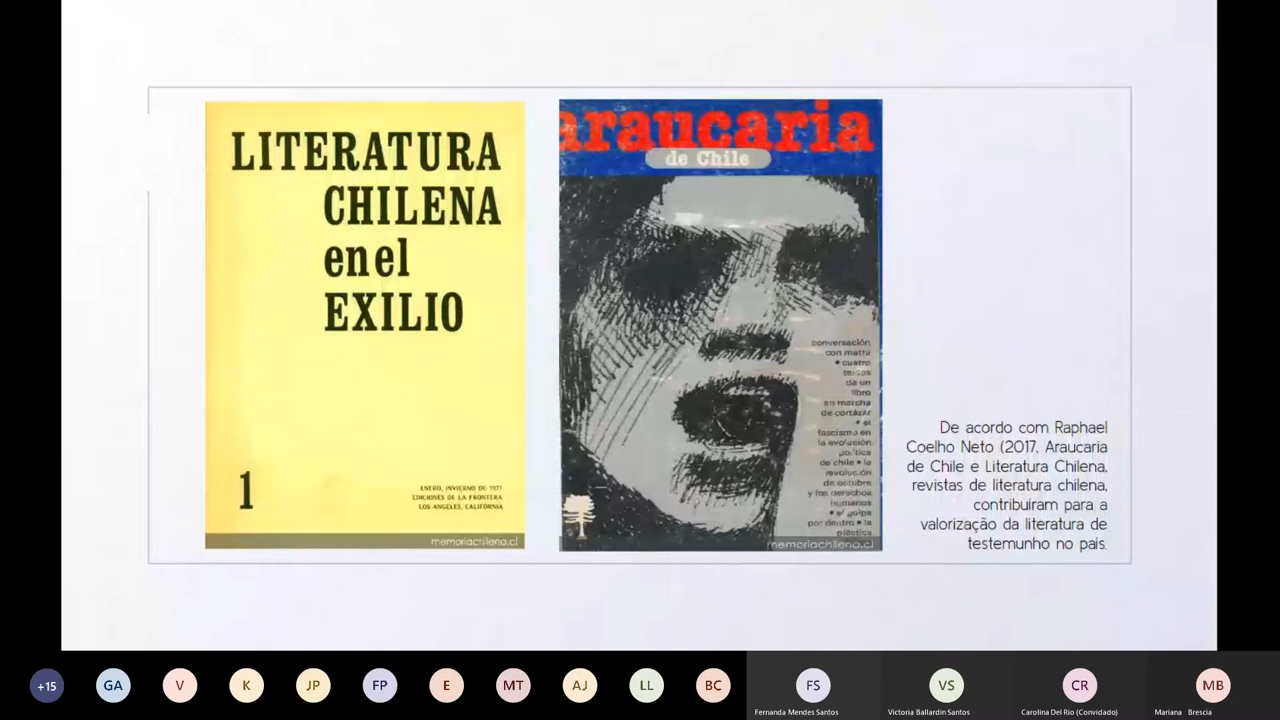 LITERATURA
CHILENA
en el
EXILIO
1
ENERO, INVIERNO DE 1977
EDICIONES DE LA FRONTERA
LOS ANGELES, CALIFORNIA
memoriachilena.cl
araucaria
de Chile
conversación
con matta
• cuatro
textos
de un
libro
en marcha
de cortázar
• el
fascismo en
la evolución
política
de chile • la
revolución
de octubre
y los derechos
humanos
• el golpe
por dentro • la
plástica
memoriachilena.cl
De acordo com Raphael
Coelho Neto (2017, Araucaria
de Chile e Literatura Chilena,
revistas de literatura chilena,
contribuíram para a
valorização da literatura de
testemunho no país.
+15
GA
V
K
JP
FP
E
MT
AJ
LL
BC
FS
VS
CR
MB
Fernanda Mendes Santos
Victoria Ballardin Santos
Carolina Del Rio (Convidado)
Mariana Brescia